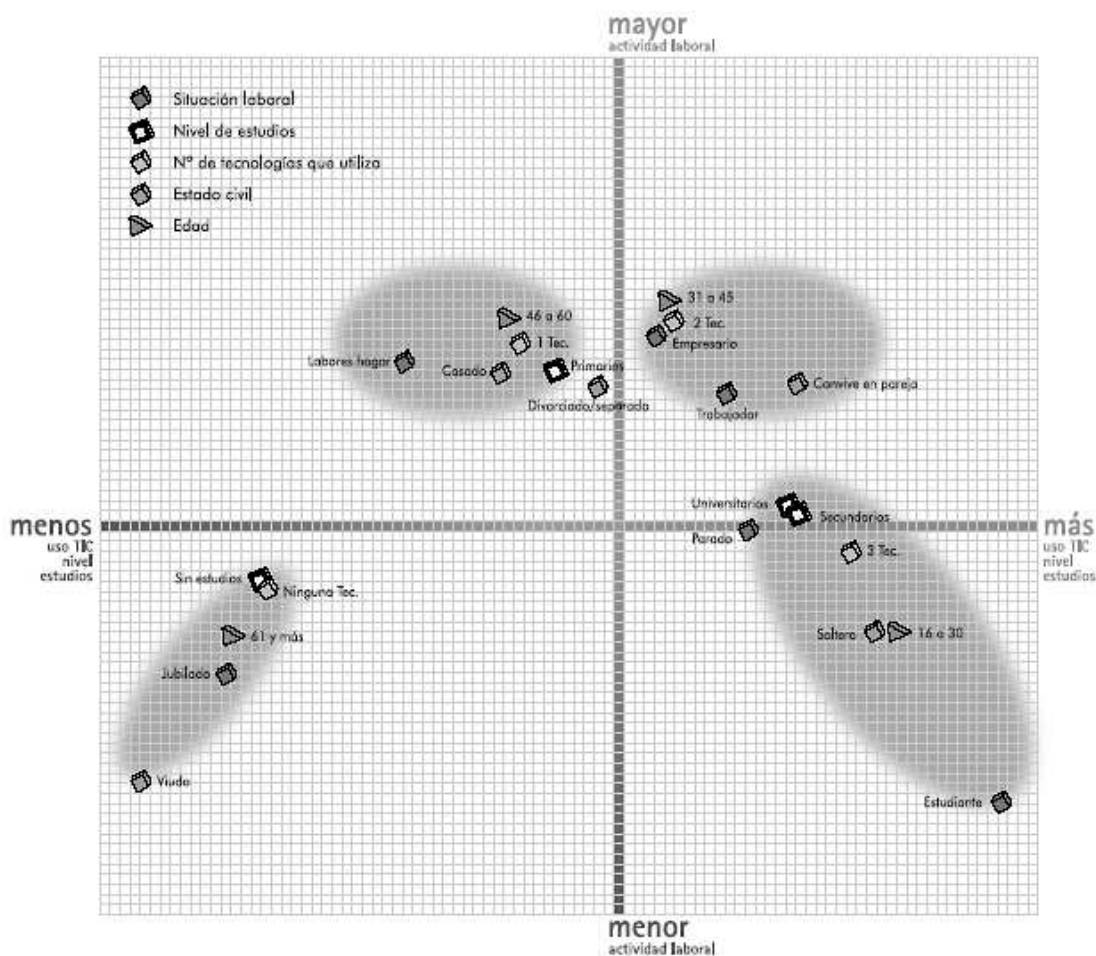 mayor
actividad laboral
Situación laboral
Nivel de estudios
Nº de tecnologías que utiliza
Estado civil
Edad
46 a 60
1 Tec.
Labores hogar
Casado
Primarios
Divorciado/separado
31 a 45
2 Tec.
Empresario
Convive en pareja
Trabajador
menos
uso TIC
nivel
estudios
más
uso TIC
nivel
estudios
Universitarios
Secundarios
Parado
3 Tec.
Soltero
16 a 30
Estudiante
Sin estudios
Ninguna Tec.
61 y más
Jubilado
Viudo
menor
actividad laboral